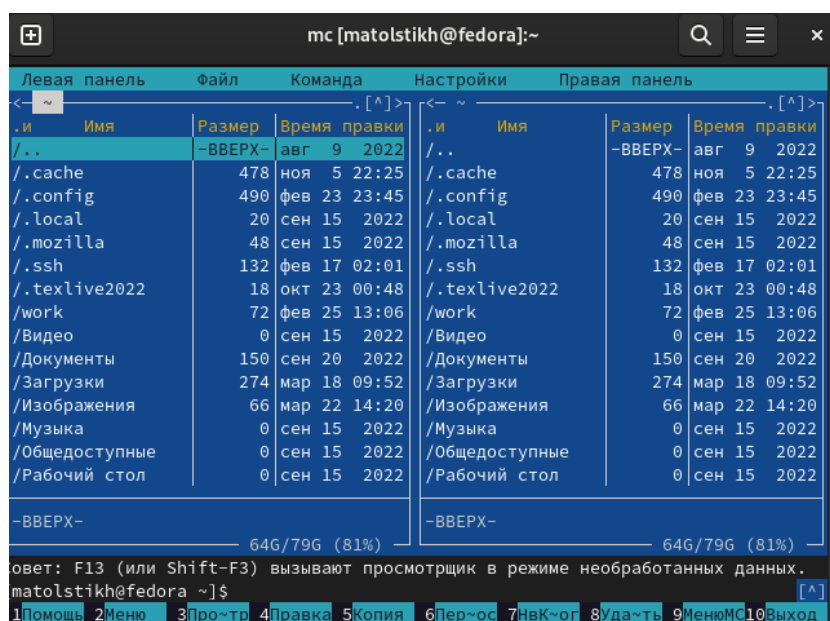 mc [matolstikh@fedora]:~
Левая панель Файл Команда Настройки Правая панель
<— ~ .[^]> <— ~ .[^]>
.и Имя Размер Время правки .и Имя Размер Время правки
/.. -ВВЕРХ- авг 9 2022 /.. -ВВЕРХ- авг 9 2022
/.cache 478 ноя 5 22:25 /.cache 478 ноя 5 22:25
/.config 490 фев 23 23:45 /.config 490 фев 23 23:45
/.local 20 сен 15 2022 /.local 20 сен 15 2022
/.mozilla 48 сен 15 2022 /.mozilla 48 сен 15 2022
/.ssh 132 фев 17 02:01 /.ssh 132 фев 17 02:01
/.texlive2022 18 окт 23 00:48 /.texlive2022 18 окт 23 00:48
/work 72 фев 25 13:06 /work 72 фев 25 13:06
/Видео 0 сен 15 2022 /Видео 0 сен 15 2022
/Документы 150 сен 20 2022 /Документы 150 сен 20 2022
/Загрузки 274 мар 18 09:52 /Загрузки 274 мар 18 09:52
/Изображения 66 мар 22 14:20 /Изображения 66 мар 22 14:20
/Музыка 0 сен 15 2022 /Музыка 0 сен 15 2022
/Общедоступные 0 сен 15 2022 /Общедоступные 0 сен 15 2022
/Рабочий стол 0 сен 15 2022 /Рабочий стол 0 сен 15 2022
-ВВЕРХ- -ВВЕРХ-
64G/79G (81%) 64G/79G (81%)
Совет: F13 (или Shift-F3) вызывают просмотрщик в режиме необработанных данных.
[matolstikh@fedora ~]$ [^]
1Помощь 2Меню 3Про~тр 4Правка 5Копия 6Пер~ос 7НвК~ог 8Уда~ть 9МенюMC 10Выход